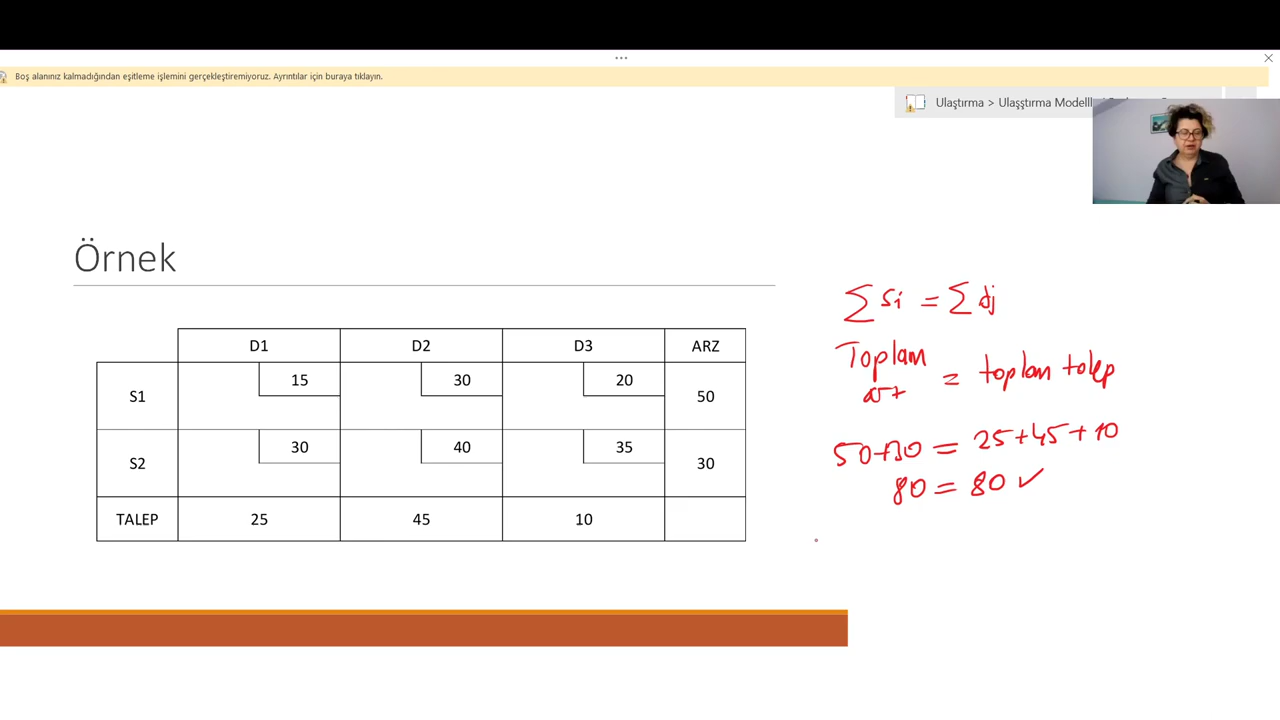 Boş alanınız kalmadığından eşitleme işlemini gerçekleştiremiyoruz. Ayrıntılar için buraya tıklayın.
Ulaştırma > Ulaşştırma Modelll
Örnek
D1 D2 D3 ARZ
S1 15 30 20 50
S2 30 40 35 30
TALEP 25 45 10
∑ Si = ∑ dj
Toplam arz = toplam talep
50+30 = 25+45+10
80 = 80 ✓